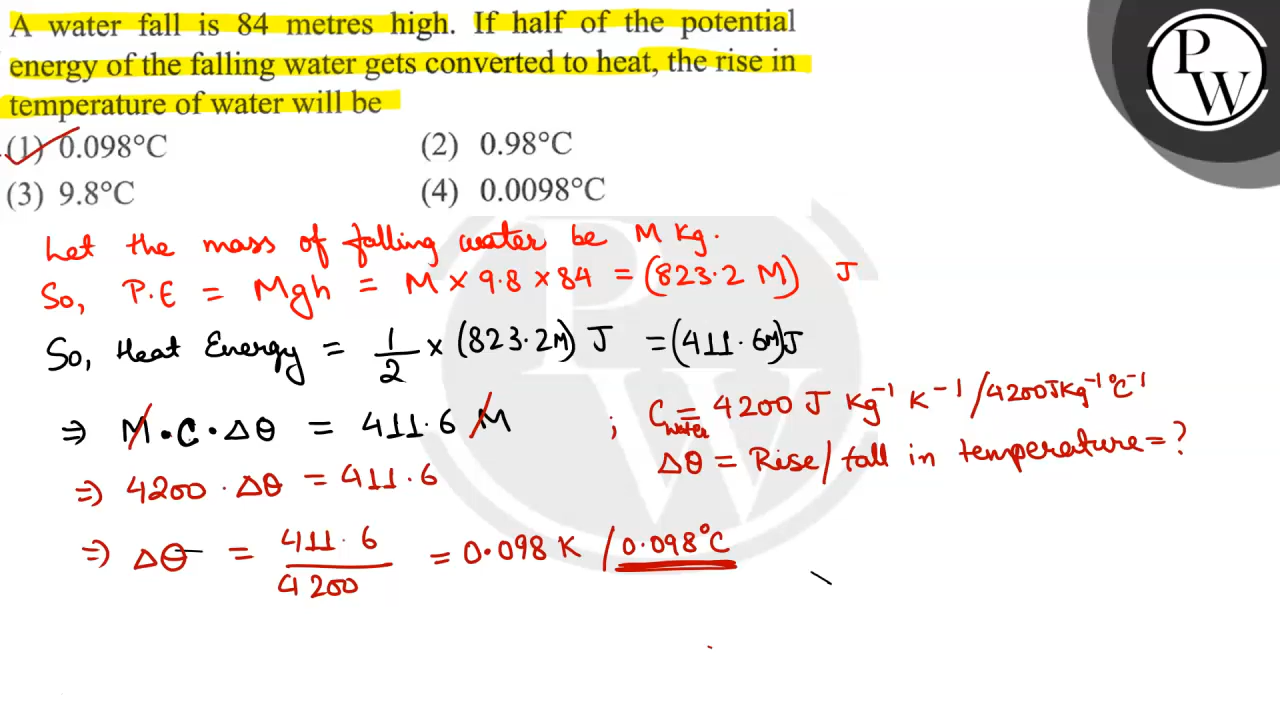 A water fall is 84 metres high. If half of the potential
energy of the falling water gets converted to heat, the rise in
temperature of water will be
(1) 0.098°C (2) 0.98°C
(3) 9.8°C (4) 0.0098°C
PW
Let the mass of falling water be M Kg.
So, P.E = Mgh = M × 9.8 × 84 = (823.2 M) J
So, Heat Energy = 1/2 × (823.2M) J = (411.6M)J
⇒ M · C · Δθ = 411.6 M ; C water = 4200 J Kg⁻¹ K⁻¹/4200JKg⁻¹°C⁻¹
Δθ = Rise/fall in temperature = ?
⇒ 4200 · Δθ = 411.6
⇒ Δθ = 411.6/4200 = 0.098 K / 0.098°C